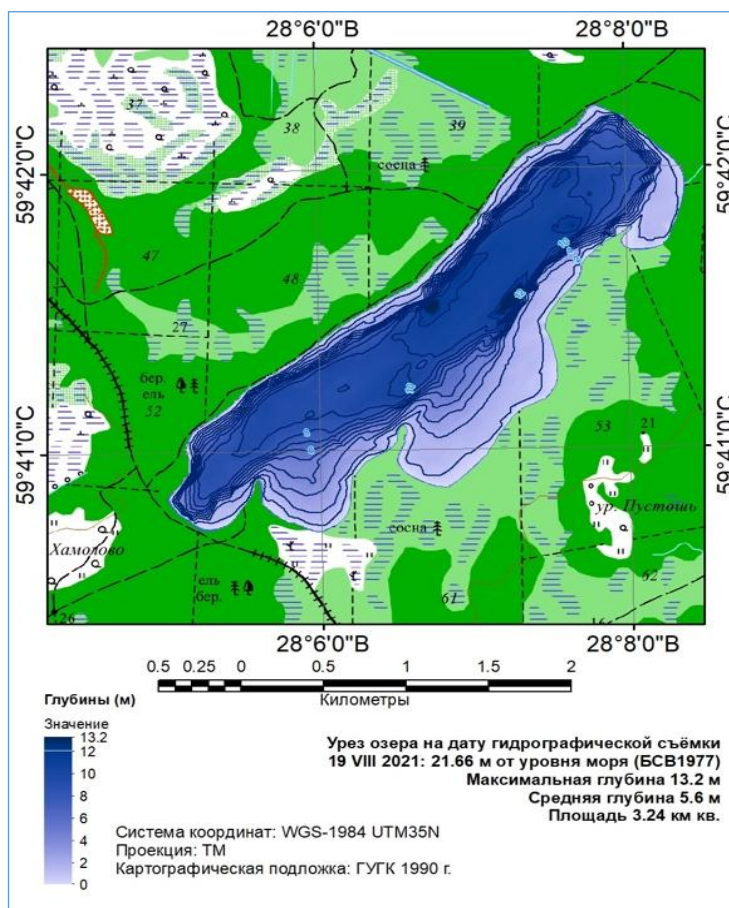 28°6'0"В 28°8'0"В
37
38
39
сосна
59°42'0"С 59°42'0"С
47
48
27
бер.
ель
52
59°41'0"С 59°41'0"С
53 21
ур. Пустошь
сосна
Хамолово
ель
бер.
61
62
26
28°6'0"В 28°8'0"В
0.5 0.25 0 0.5 1 1.5 2
Километры
Глубины (м)
Значение
13.2
12
10
8
6
4
2
0
Урез озера на дату гидрографической съёмки
19 VIII 2021: 21.66 м от уровня моря (БСВ1977)
Максимальная глубина 13.2 м
Средняя глубина 5.6 м
Площадь 3.24 км кв.
Система координат: WGS-1984 UTM35N
Проекция: ТМ
Картографическая подложка: ГУГК 1990 г.